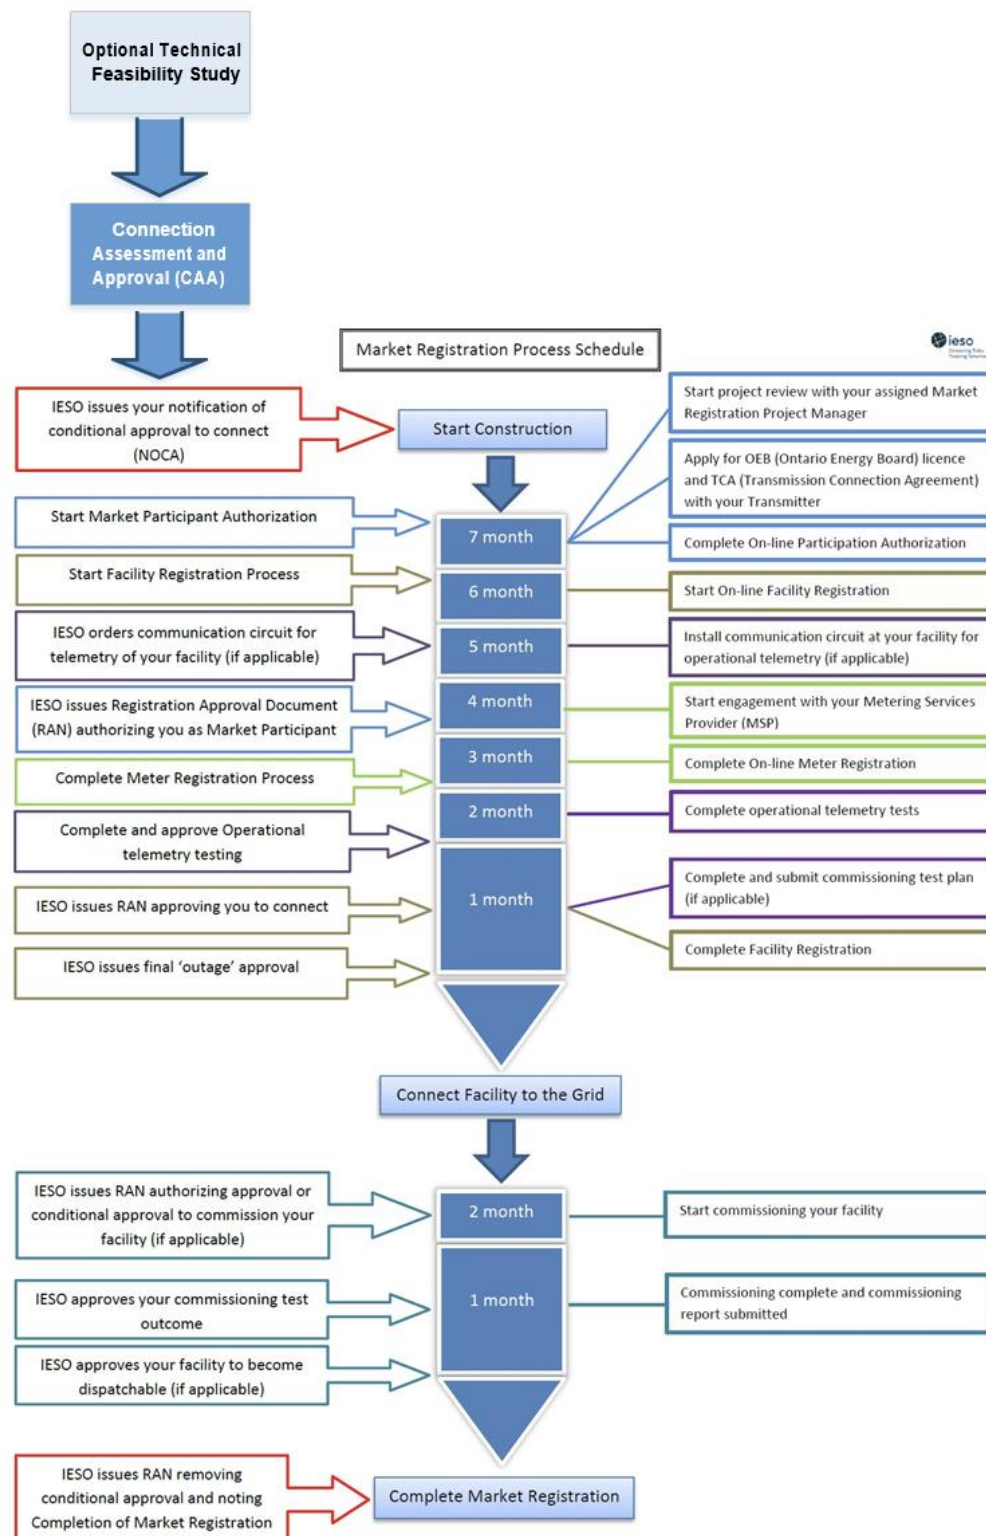 Optional Technical
Feasibility Study
Connection
Assessment and
Approval (CAA)
Market Registration Process Schedule
ieso
IESO issues your notification of
conditional approval to connect
(NOCA)
Start Construction
Start project review with your assigned Market
Registration Project Manager
Apply for OEB (Ontario Energy Board) licence
and TCA (Transmission Connection Agreement)
with your Transmitter
Start Market Participant Authorization
7 month
Complete On-line Participation Authorization
Start Facility Registration Process
6 month
Start On-line Facility Registration
IESO orders communication circuit for
telemetry of your facility (if applicable)
5 month
Install communication circuit at your facility for
operational telemetry (if applicable)
IESO issues Registration Approval Document
(RAN) authorizing you as Market Participant
4 month
Start engagement with your Metering Services
Provider (MSP)
Complete Meter Registration Process
3 month
Complete On-line Meter Registration
Complete and approve Operational
telemetry testing
2 month
Complete operational telemetry tests
IESO issues RAN approving you to connect
1 month
Complete and submit commissioning test plan
(if applicable)
Complete Facility Registration
IESO issues final ‘outage’ approval
Connect Facility to the Grid
IESO issues RAN authorizing approval or
conditional approval to commission your
facility (if applicable)
2 month
Start commissioning your facility
IESO approves your commissioning test
outcome
1 month
Commissioning complete and commissioning
report submitted
IESO approves your facility to become
dispatchable (if applicable)
IESO issues RAN removing
conditional approval and noting
Completion of Market Registration
Complete Market Registration